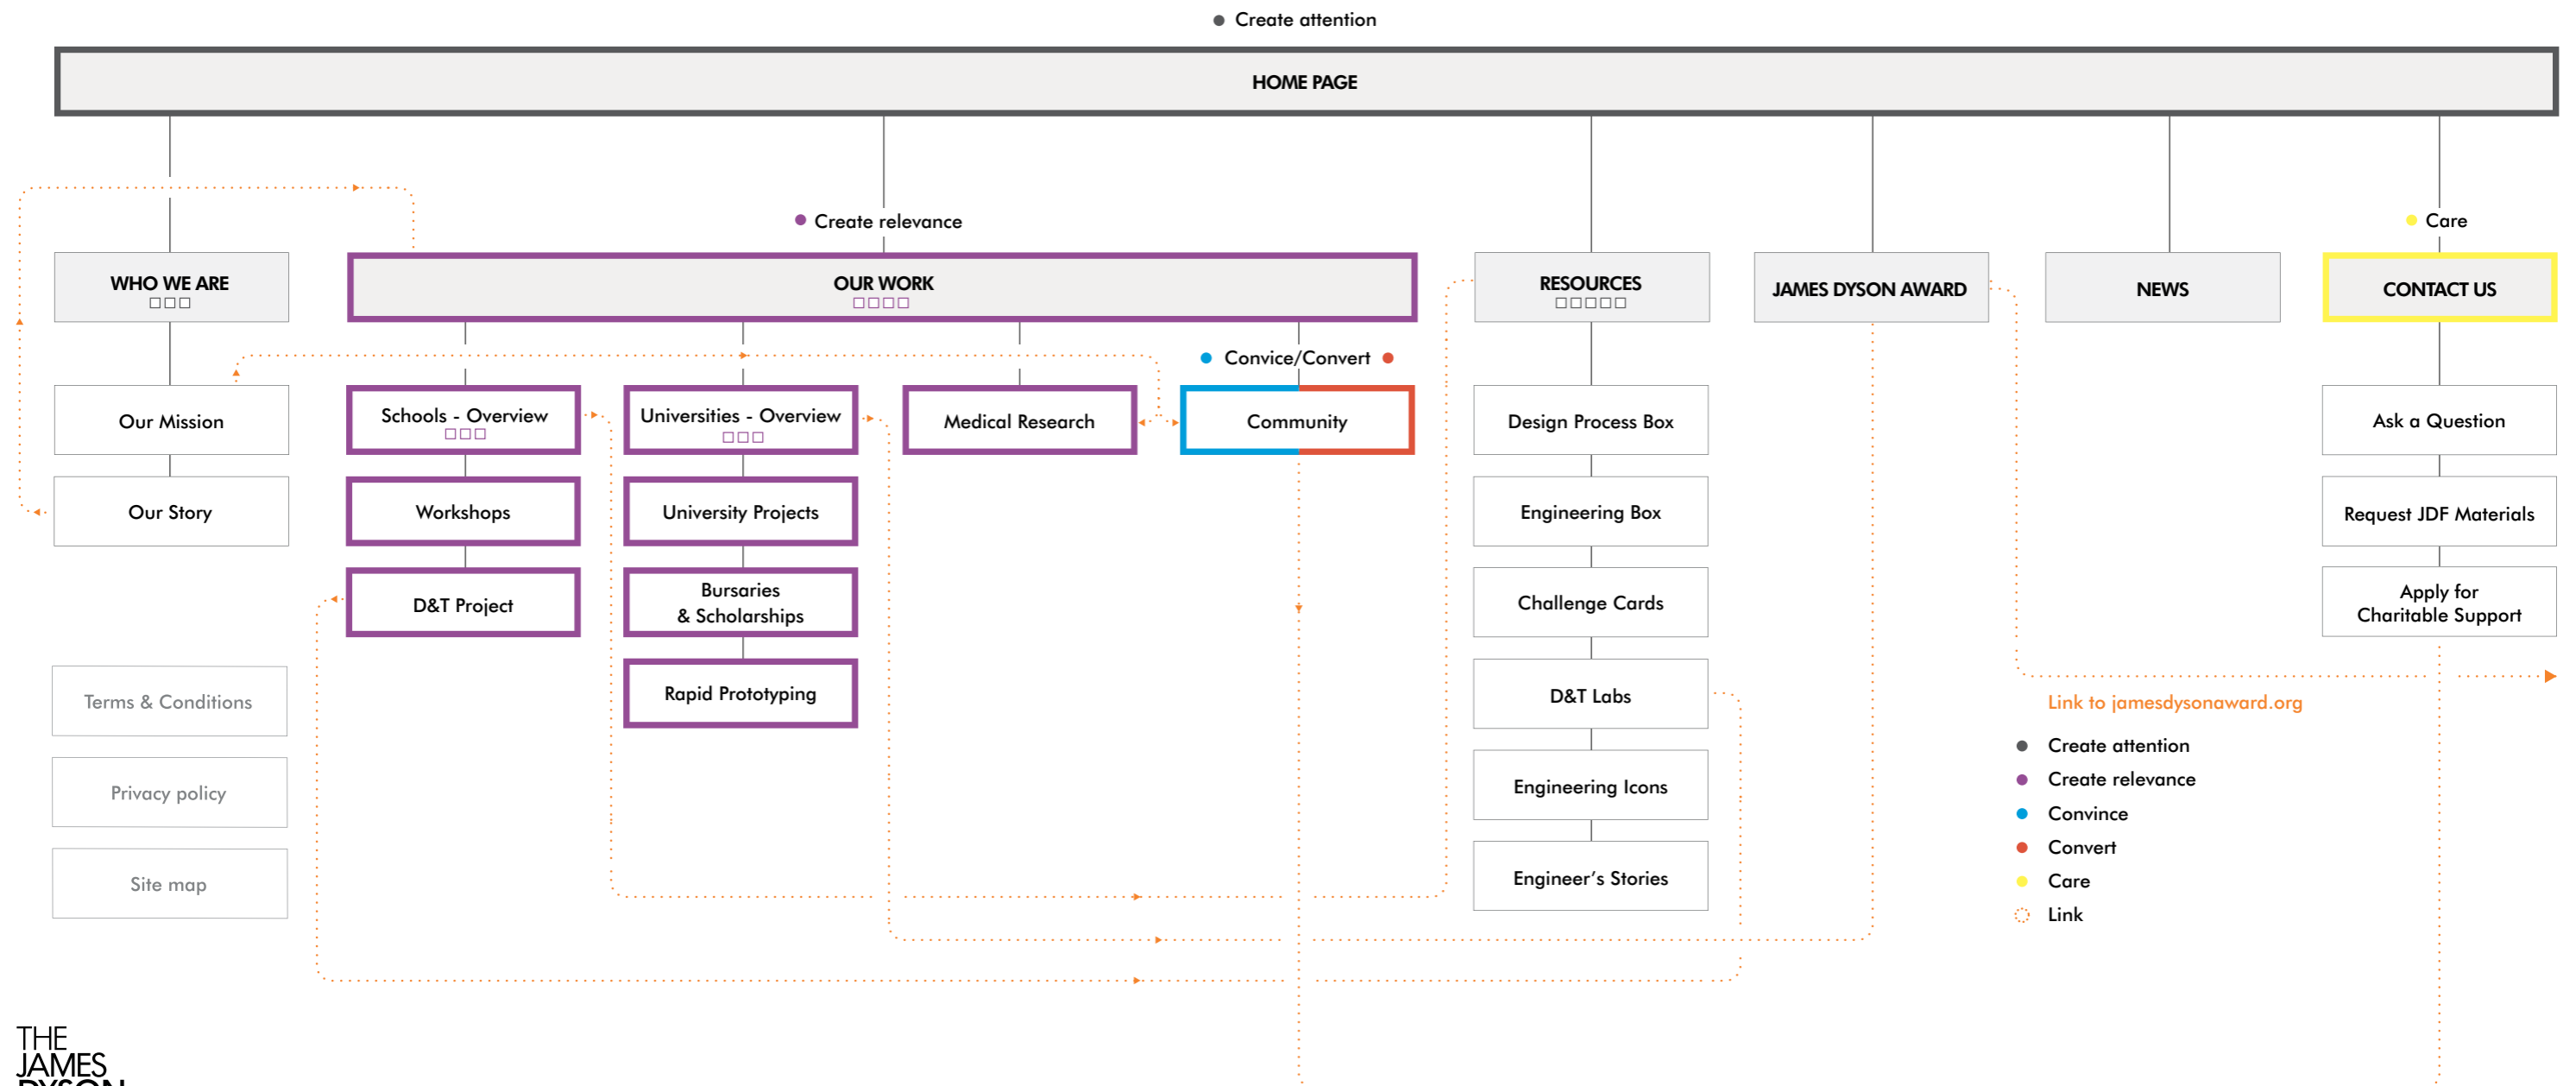 Create attention
HOME PAGE
Create relevance
Care
WHO WE ARE
OUR WORK
RESOURCES
JAMES DYSON AWARD
NEWS
CONTACT US
Convice/Convert
Our Mission
Schools - Overview
Universities - Overview
Medical Research
Community
Design Process Box
Ask a Question
Our Story
Workshops
University Projects
Engineering Box
Request JDF Materials
D&T Project
Bursaries
& Scholarships
Challenge Cards
Apply for
Charitable Support
Terms & Conditions
Rapid Prototyping
D&T Labs
Link to jamesdysonaward.org
Privacy policy
Engineering Icons
Site map
Engineer's Stories
Create attention
Create relevance
Convince
Convert
Care
Link
THE
JAMES
DYSON